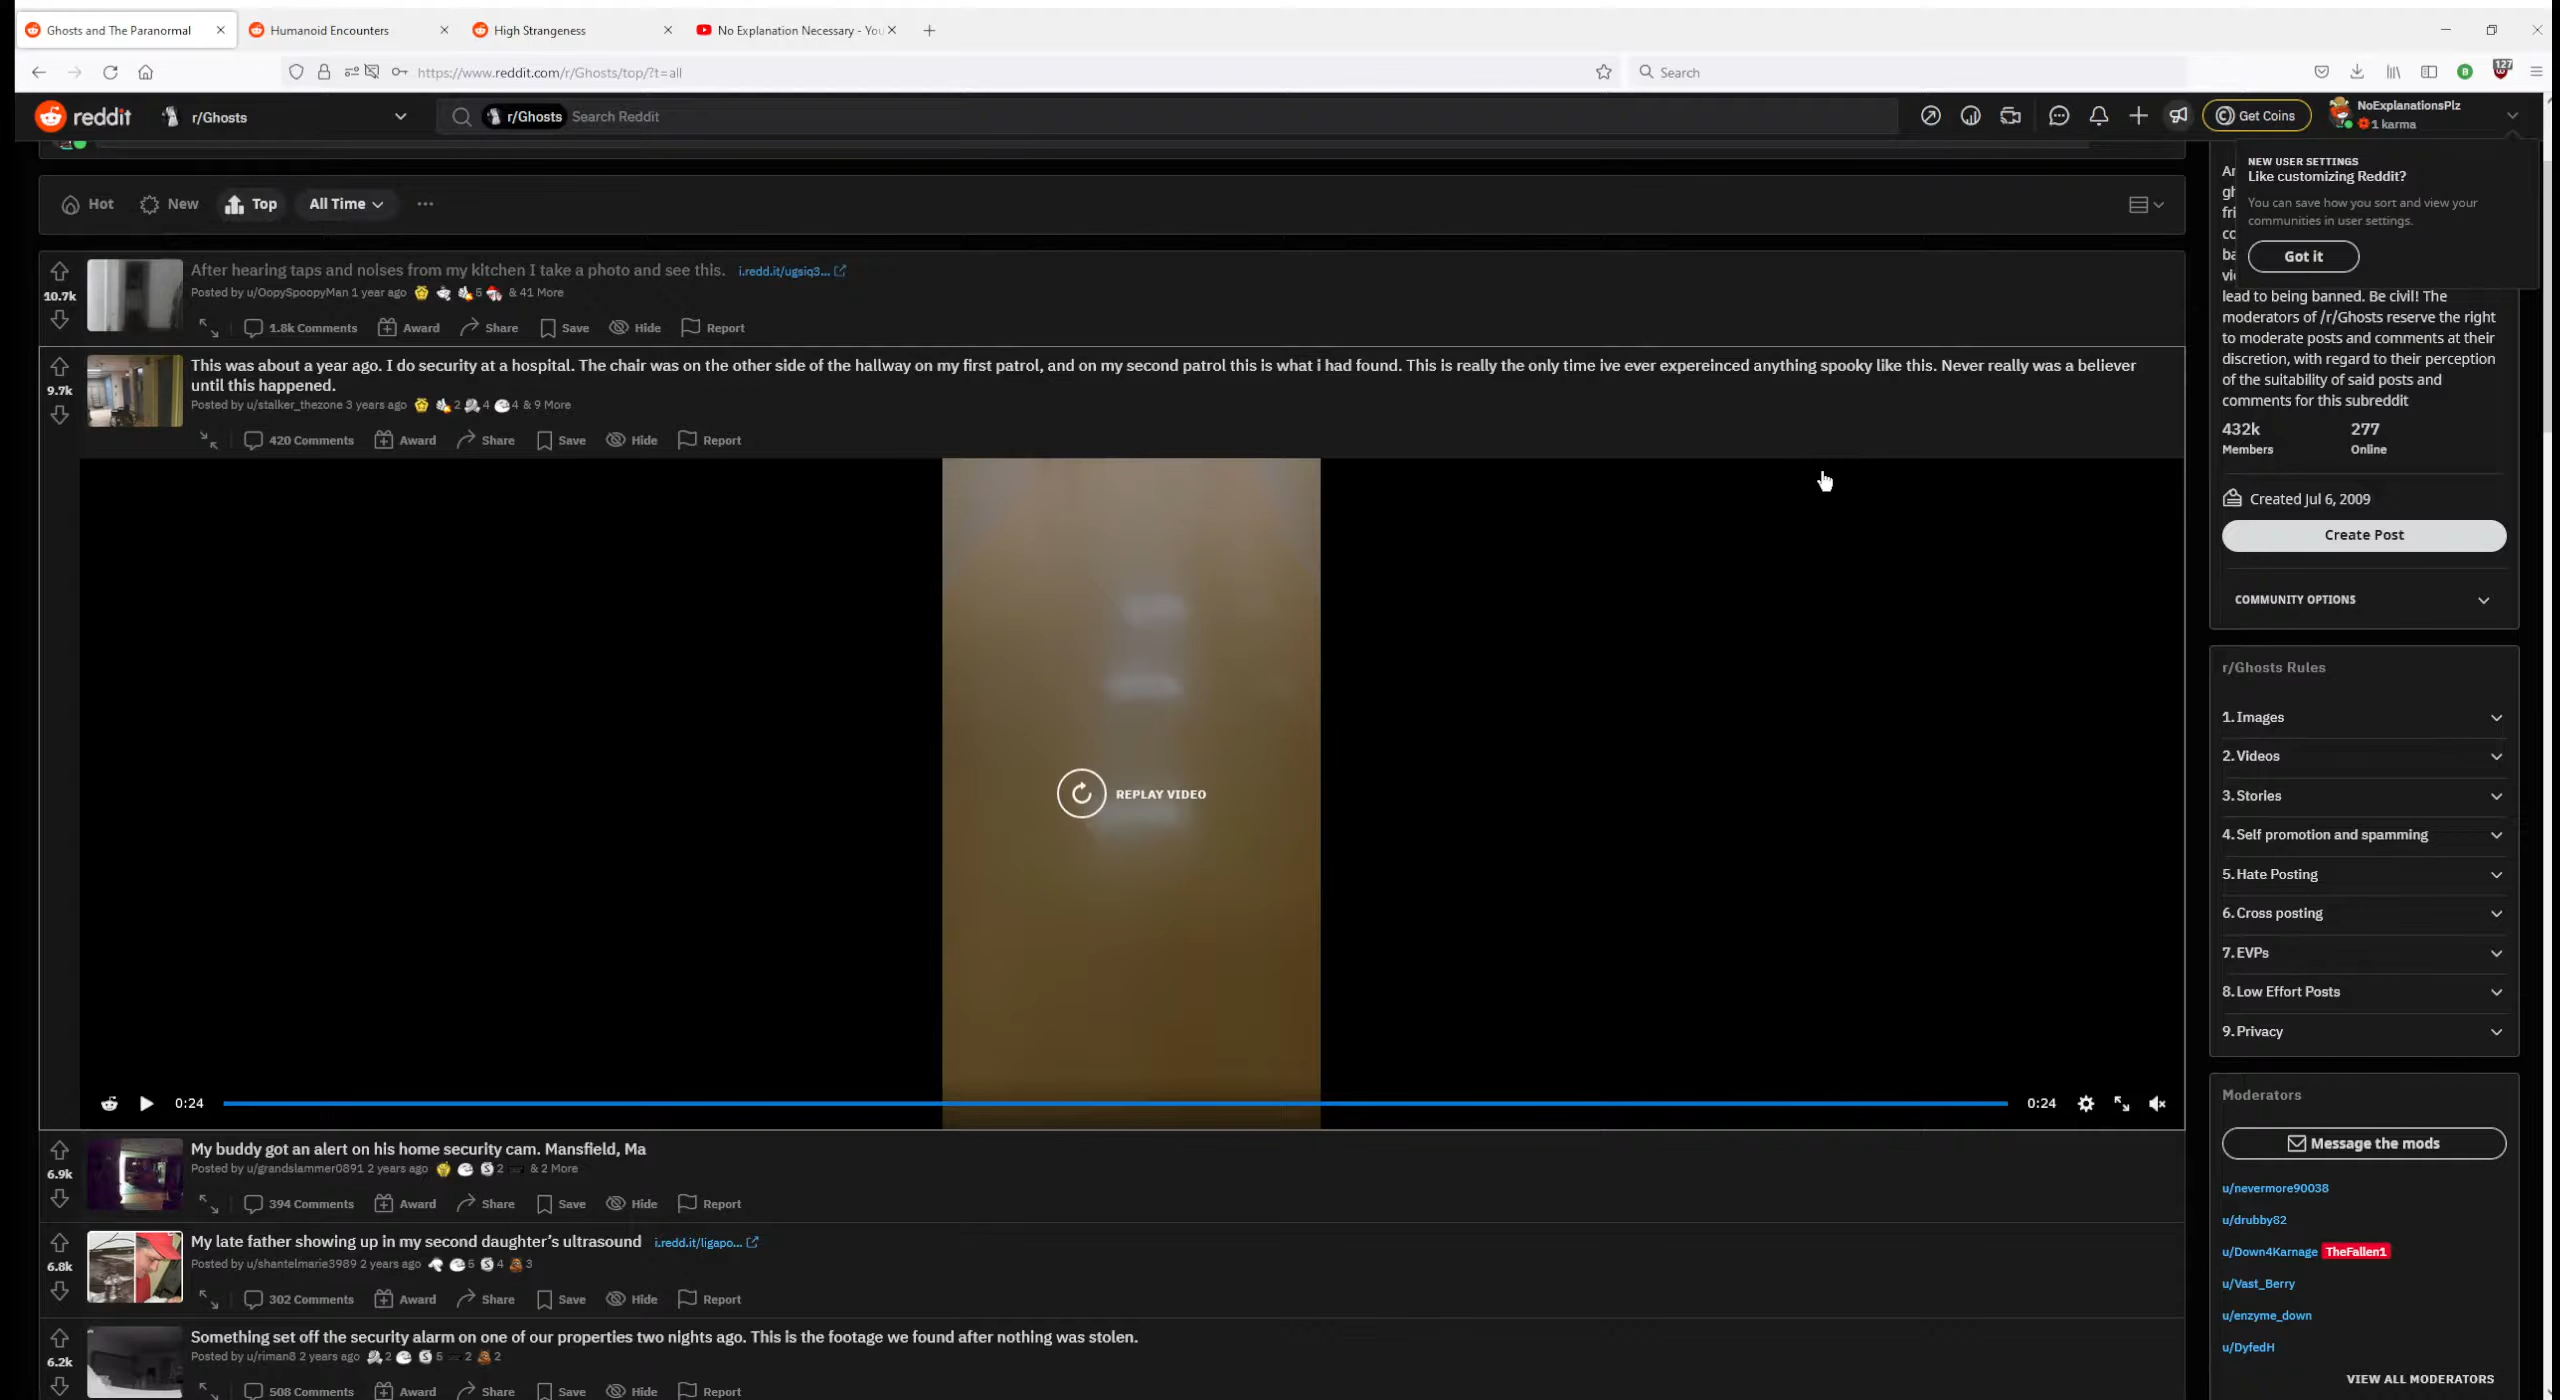 Ghosts and The Paranormal
Humanoid Encounters
High Strangeness
No Explanation Necessary - You
https://www.reddit.com/r/Ghosts/top/?t=all
Search
127
reddit
r/Ghosts
r/Ghosts Search Reddit
Get Coins
NoExplanationsPlz
1 karma
NEW USER SETTINGS
Like customizing Reddit?
You can save how you sort and view your
communities in user settings.
Got it
Hot
New
Top
All Time
10.7k
After hearing taps and noises from my kitchen I take a photo and see this. i.redd.it/ugsiq3...
Posted by u/OopySpoopyMan 1 year ago 5 & 41 More
1.8k Comments Award Share Save Hide Report
9.7k
This was about a year ago. I do security at a hospital. The chair was on the other side of the hallway on my first patrol, and on my second patrol this is what i had found. This is really the only time ive ever expereinced anything spooky like this. Never really was a believer
until this happened.
Posted by u/stalker_thezone 3 years ago 2 4 4 & 9 More
420 Comments Award Share Save Hide Report
REPLAY VIDEO
0:24
0:24
6.9k
My buddy got an alert on his home security cam. Mansfield, Ma
Posted by u/grandslammer0891 2 years ago 2 & 2 More
394 Comments Award Share Save Hide Report
6.8k
My late father showing up in my second daughter's ultrasound i.redd.it/ligapo...
Posted by u/shantelmarie3989 2 years ago 6 4 3
302 Comments Award Share Save Hide Report
6.2k
Something set off the security alarm on one of our properties two nights ago. This is the footage we found after nothing was stolen.
Posted by u/riman8 2 years ago 2 5 2 2
508 Comments Award Share Save Hide Report
lead to being banned. Be civil! The
moderators of /r/Ghosts reserve the right
to moderate posts and comments at their
discretion, with regard to their perception
of the suitability of said posts and
comments for this subreddit
432k
Members
277
Online
Created Jul 6, 2009
Create Post
COMMUNITY OPTIONS
r/Ghosts Rules
1. Images
2. Videos
3. Stories
4. Self promotion and spamming
5. Hate Posting
6. Cross posting
7. EVPs
8. Low Effort Posts
9. Privacy
Moderators
Message the mods
u/nevermore90038
u/drubby82
u/Down4Karnage TheFallen1
u/Vast_Berry
u/enzyme_down
u/DyfedH
VIEW ALL MODERATORS